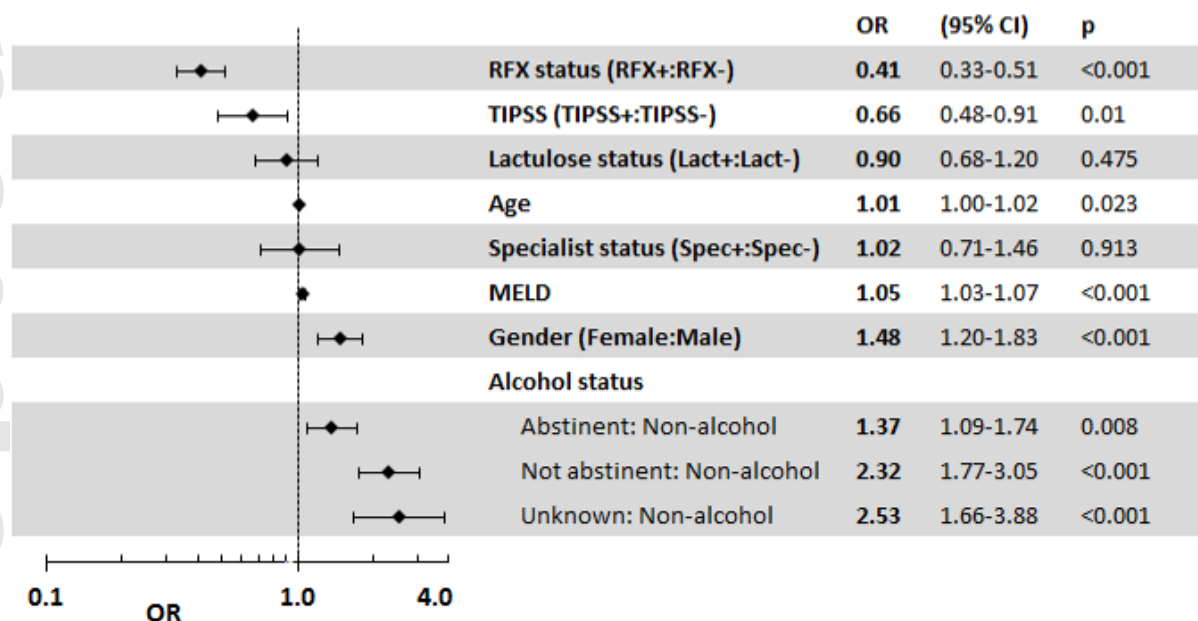 OR (95% CI) p
RFX status (RFX+:RFX-) 0.41 0.33-0.51 <0.001
TIPSS (TIPSS+:TIPSS-) 0.66 0.48-0.91 0.01
Lactulose status (Lact+:Lact-) 0.90 0.68-1.20 0.475
Age 1.01 1.00-1.02 0.023
Specialist status (Spec+:Spec-) 1.02 0.71-1.46 0.913
MELD 1.05 1.03-1.07 <0.001
Gender (Female:Male) 1.48 1.20-1.83 <0.001
Alcohol status
Abstinent: Non-alcohol 1.37 1.09-1.74 0.008
Not abstinent: Non-alcohol 2.32 1.77-3.05 <0.001
Unknown: Non-alcohol 2.53 1.66-3.88 <0.001
0.1 1.0 4.0
OR